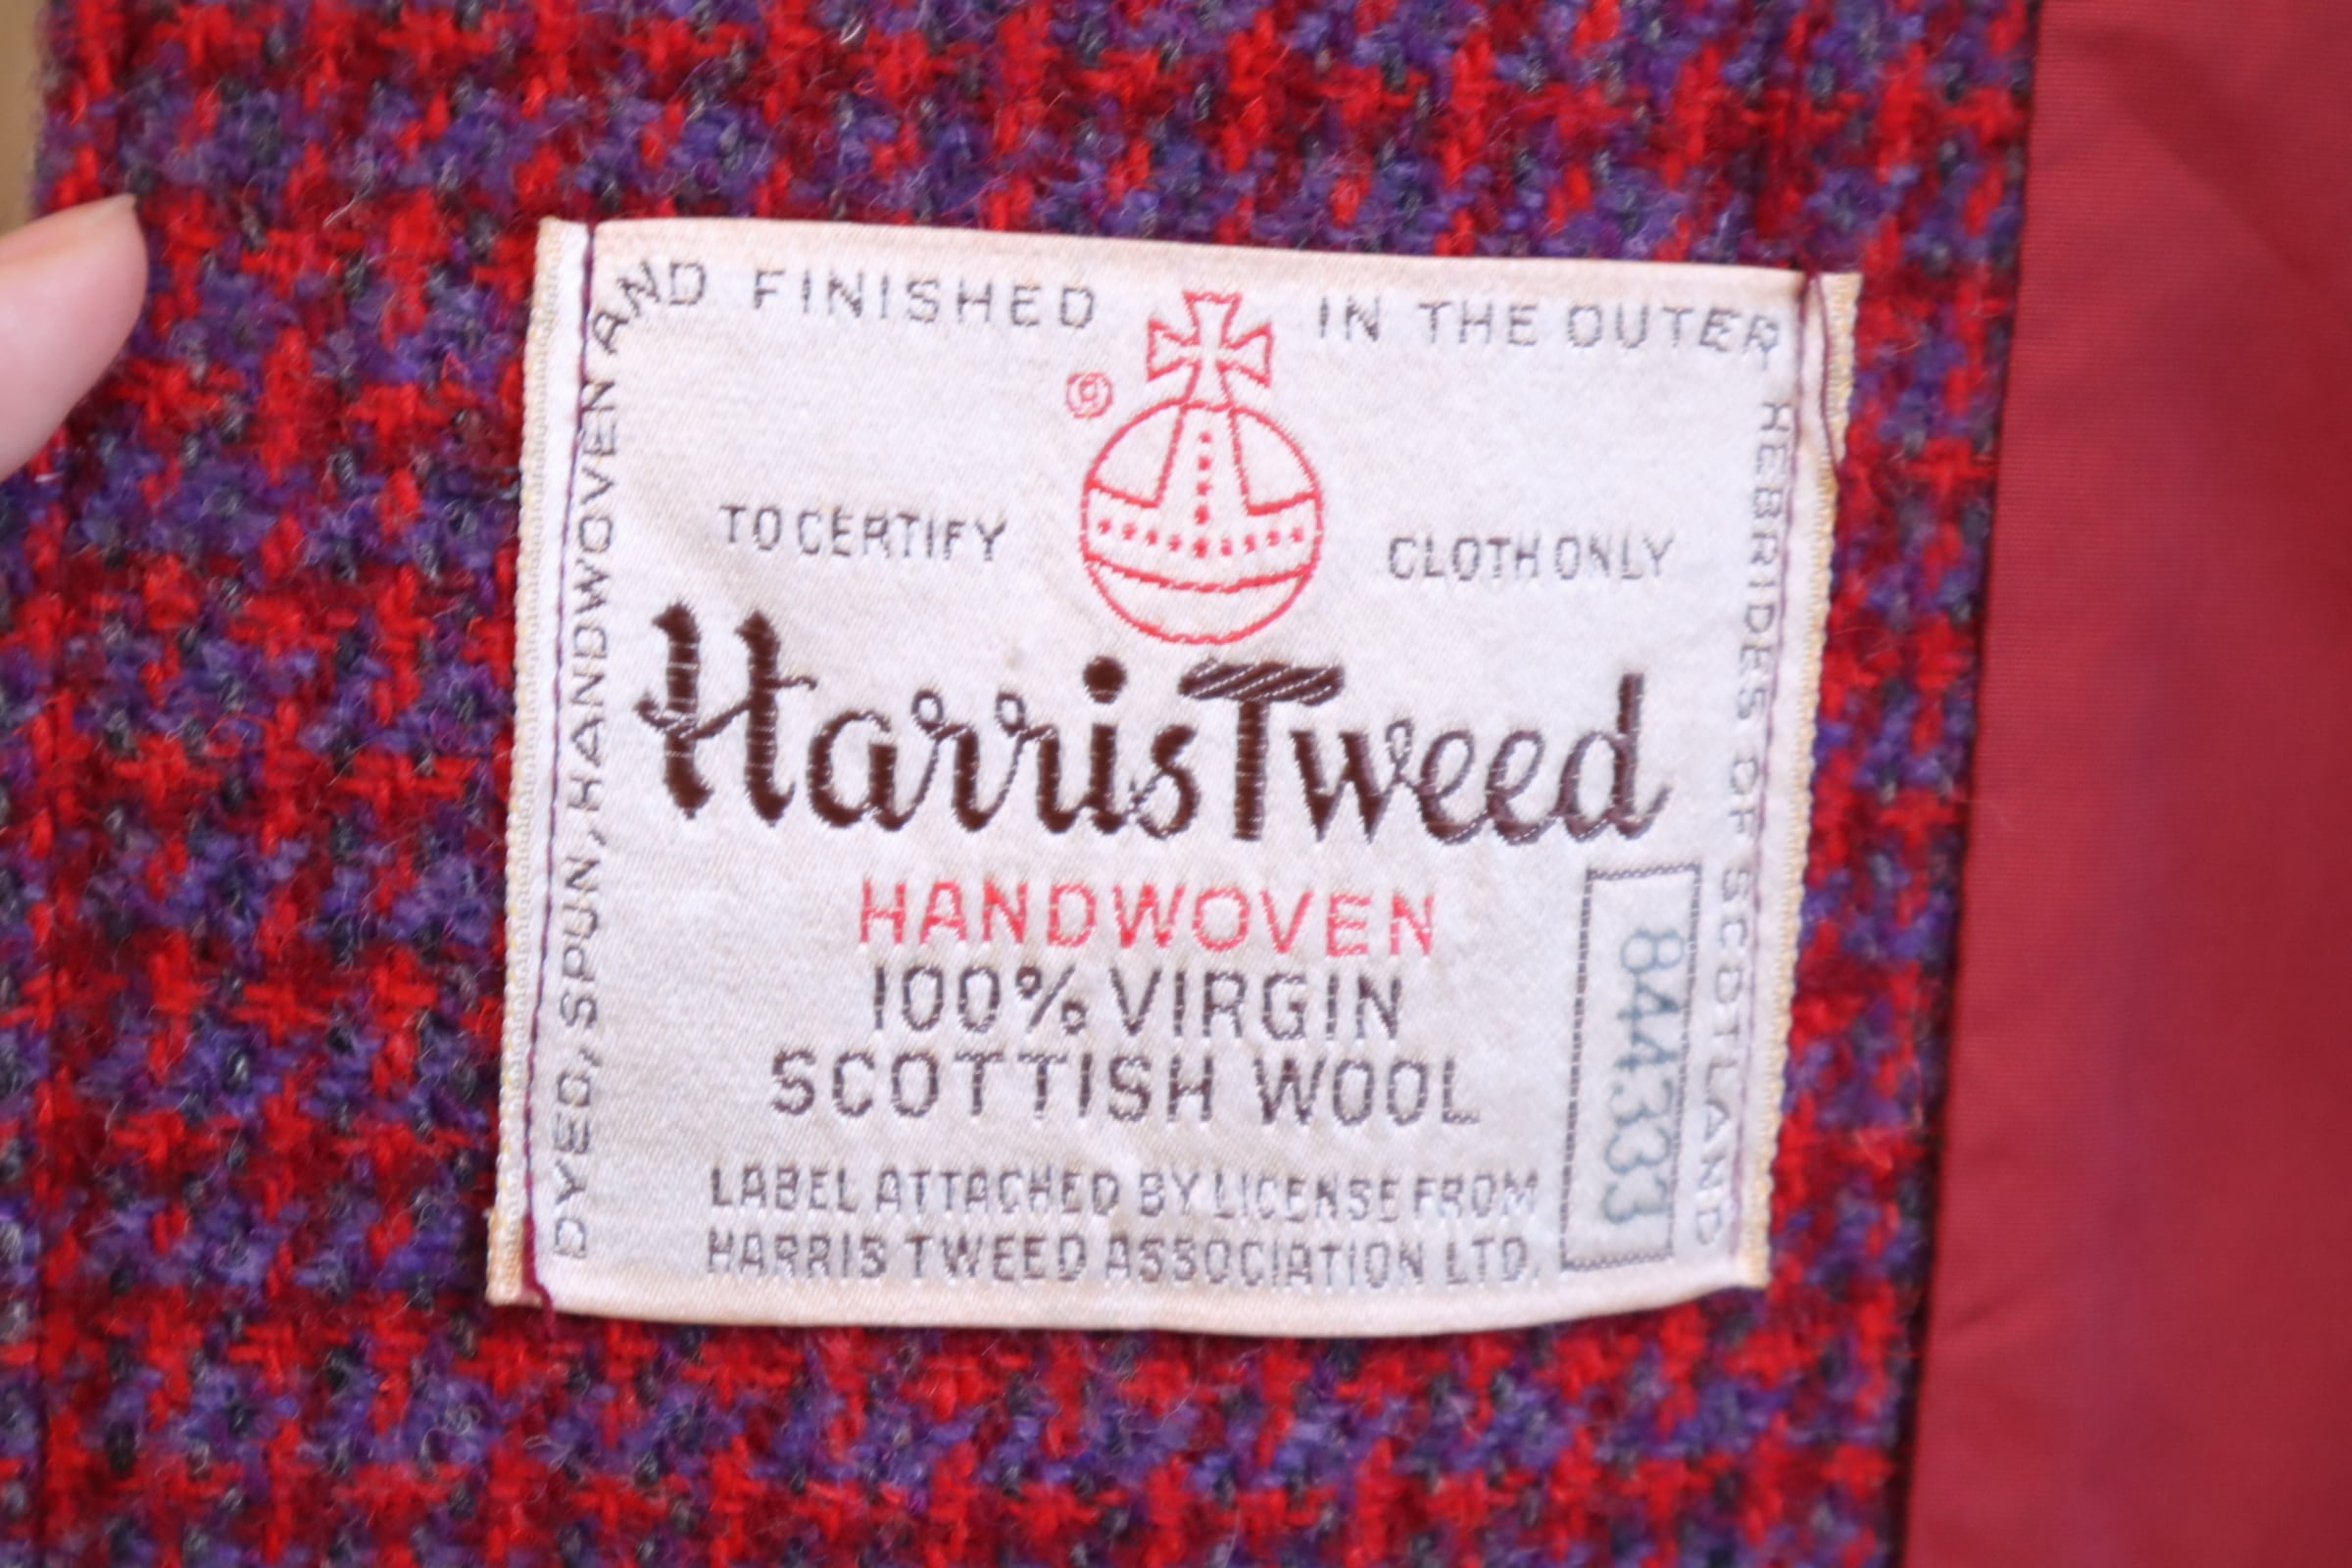 DYED, SPUN, HANDWOVEN AND FINISHED IN THE OUTER HEBRIDES OF SCOTLAND
®
TO CERTIFY CLOTH ONLY
Harris Tweed
HANDWOVEN
100% VIRGIN
SCOTTISH WOOL
LABEL ATTACHED BY LICENSE FROM
HARRIS TWEED ASSOCIATION LTD.
844333